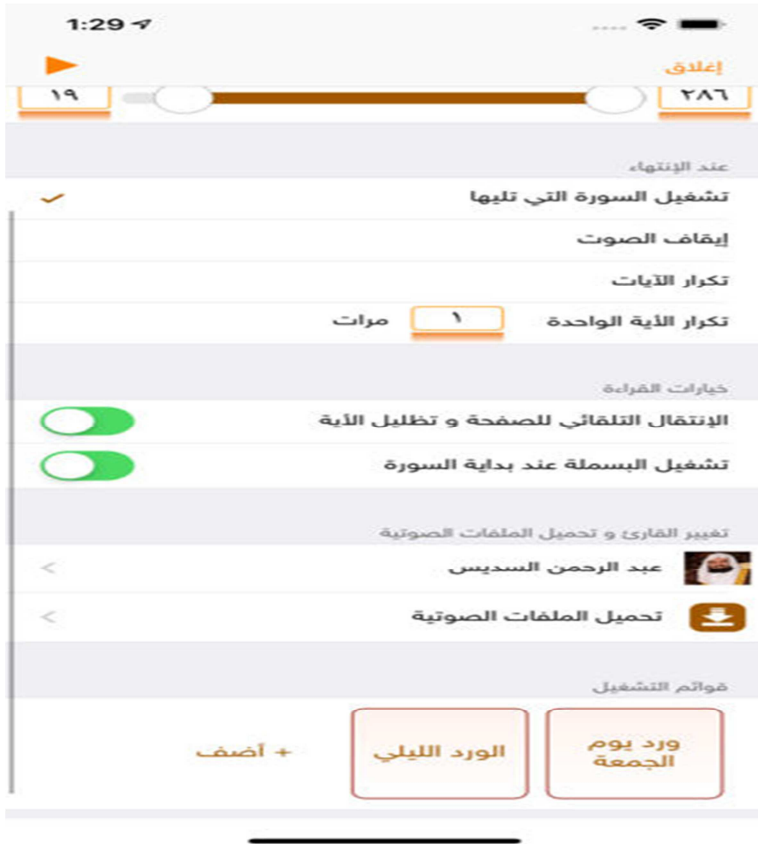 1:29
إغلاق
٢٨٦
١٩
عند الإنتهاء
تشغيل السورة التي تليها
إيقاف الصوت
تكرار الآيات
تكرار الأية الواحدة ١ مرات
خيارات القراءة
الإنتقال التلقائي للصفحة و تظليل الأية
تشغيل البسملة عند بداية السورة
تغيير القارئ و تحميل الملفات الصوتية
عبد الرحمن السديس
تحميل الملفات الصوتية
قوائم التشغيل
ورد يوم
الجمعة
الورد الليلي
+ أضف